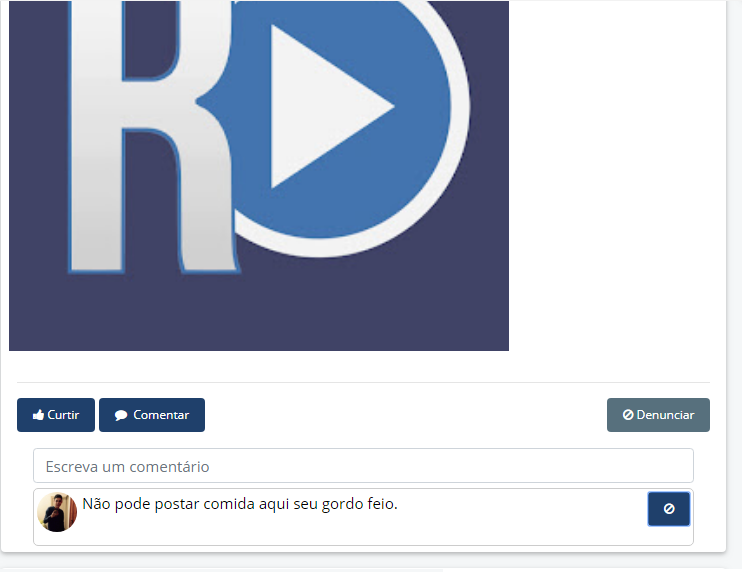 R
Curtir
Comentar
Denunciar
Escreva um comentário
Não pode postar comida aqui seu gordo feio.